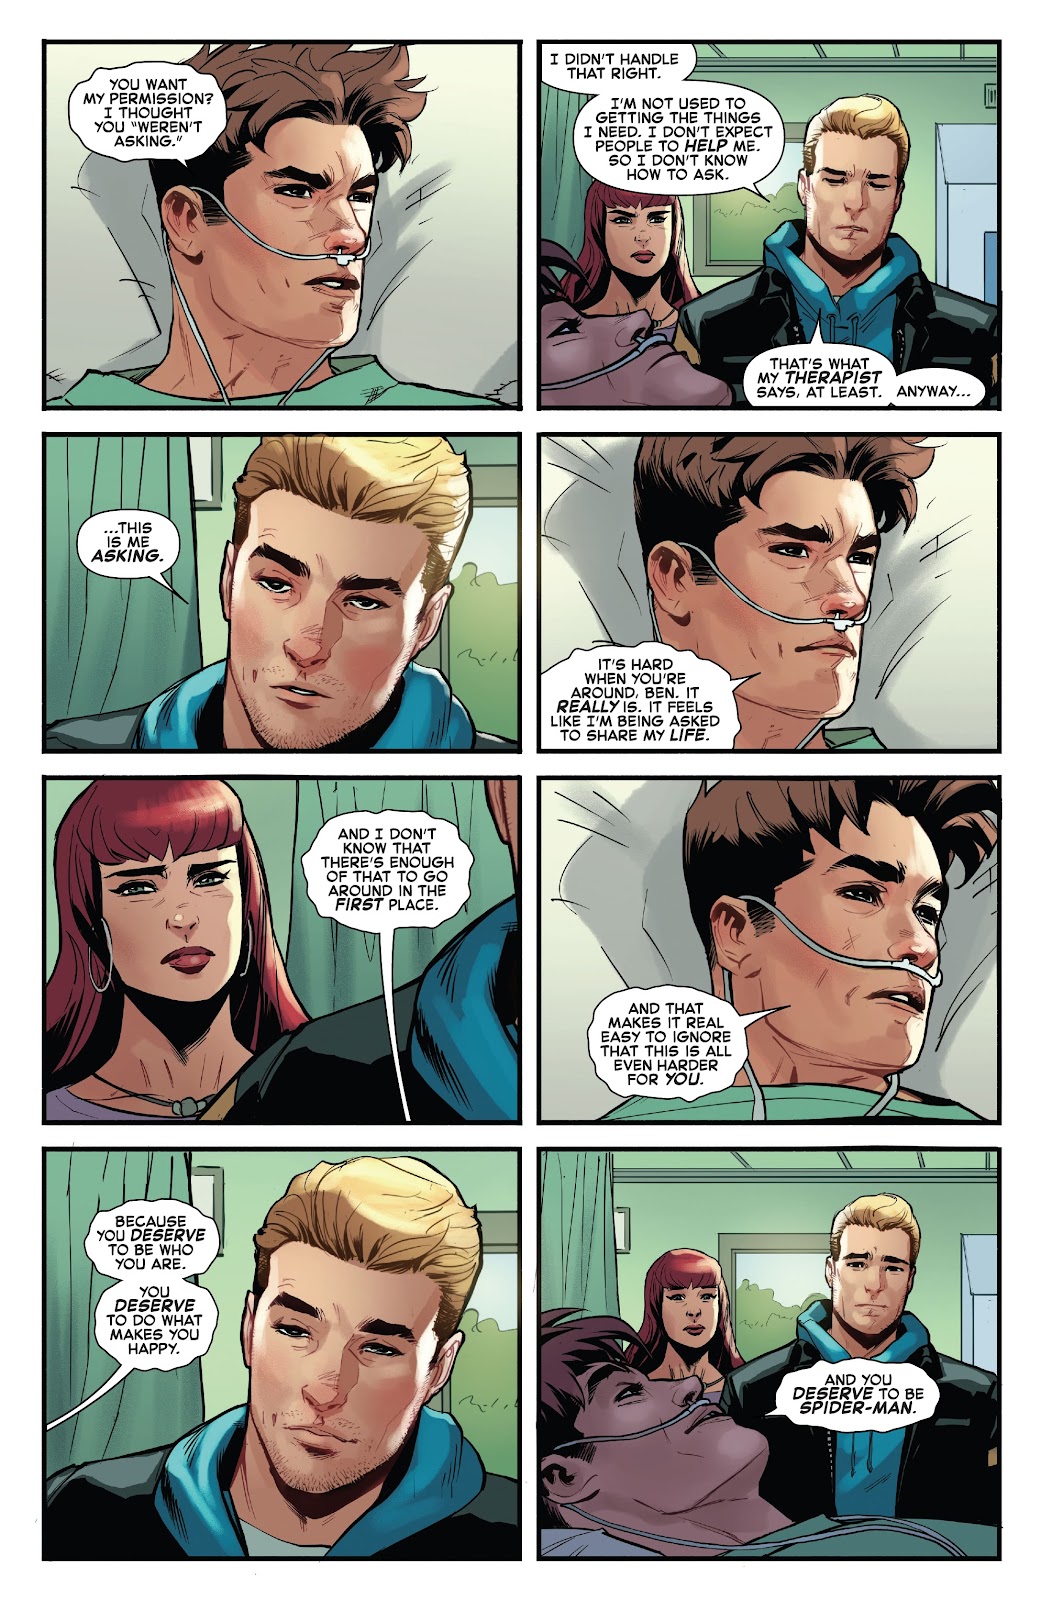 YOU WANT
MY PERMISSION?
I THOUGHT
YOU "WEREN'T
ASKING."
I DIDN'T HANDLE
THAT RIGHT.
I'M NOT USED TO
GETTING THE THINGS
I NEED. I DON'T EXPECT
PEOPLE TO HELP ME.
SO I DON'T KNOW
HOW TO ASK.
THAT'S WHAT
MY THERAPIST
SAYS, AT LEAST.
ANYWAY...
...THIS
IS ME
ASKING.
IT'S HARD
WHEN YOU'RE
AROUND, BEN. IT
REALLY IS. IT FEELS
LIKE I'M BEING ASKED
TO SHARE MY LIFE.
AND I DON'T
KNOW THAT
THERE'S ENOUGH
OF THAT TO GO
AROUND IN THE
FIRST PLACE.
AND THAT
MAKES IT REAL
EASY TO IGNORE
THAT THIS IS ALL
EVEN HARDER
FOR YOU.
BECAUSE
YOU DESERVE
TO BE WHO
YOU ARE.
YOU
DESERVE
TO DO WHAT
MAKES YOU
HAPPY.
AND YOU
DESERVE TO BE
SPIDER-MAN.